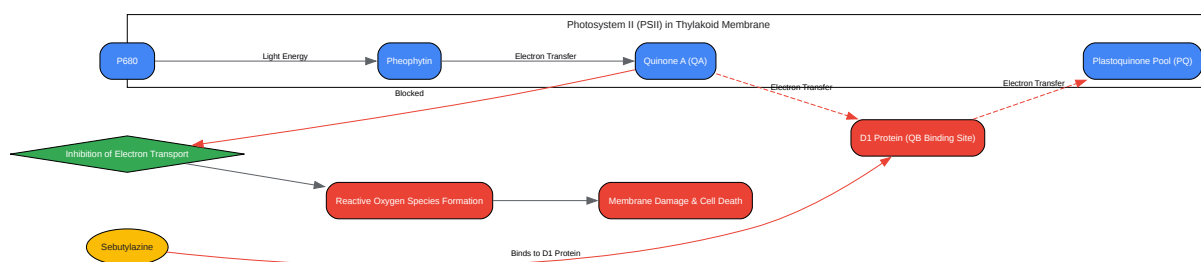 Photosystem II (PSII) in Thylakoid Membrane
P680
Light Energy
Pheophytin
Electron Transfer
Quinone A (QA)
Electron Transfer
Electron Transfer
Plastoquinone Pool (PQ)
Blocked
D1 Protein (QB Binding Site)
Inhibition of Electron Transport
Reactive Oxygen Species Formation
Membrane Damage & Cell Death
Sebutylazine
Binds to D1 Protein